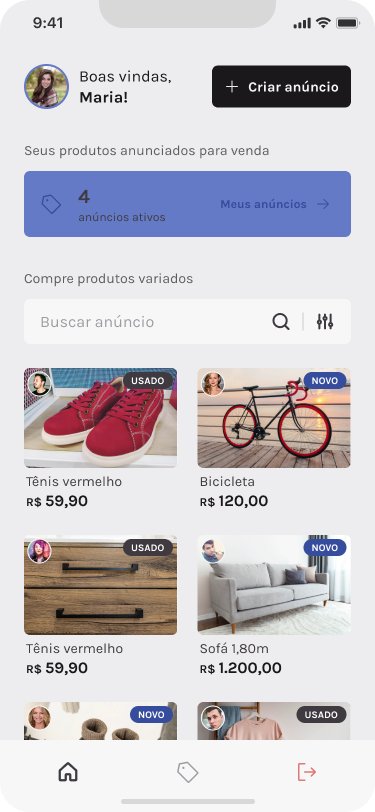 9:41
Boas vindas,
Maria!
Criar anúncio
Seus produtos anunciados para venda
4
anúncios ativos
Meus anúncios
Compre produtos variados
Buscar anúncio
USADO
NOVO
Tênis vermelho
R$ 59,90
Bicicleta
R$ 120,00
USADO
NOVO
Tênis vermelho
R$ 59,90
Sofá 1,80m
R$ 1.200,00
NOVO
USADO